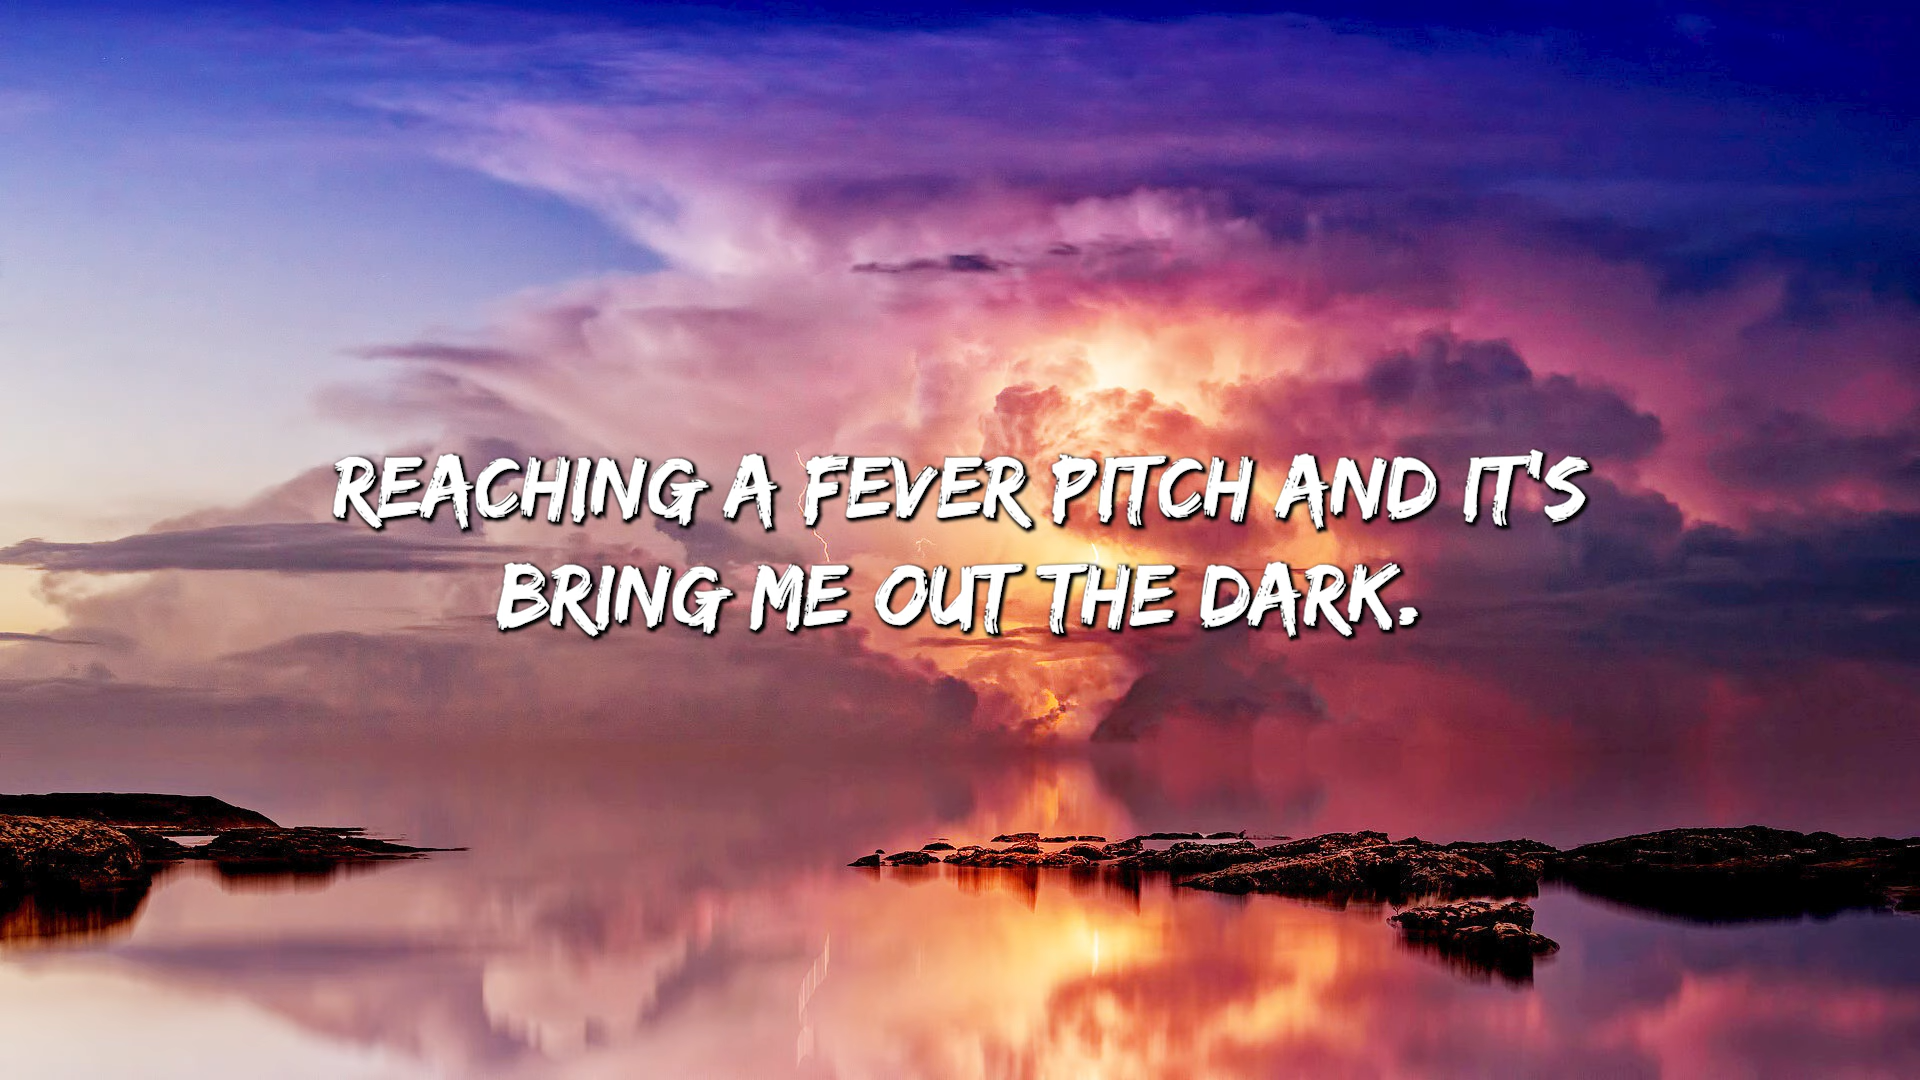 REACHING A FEVER PITCH AND IT'S
BRING ME OUT THE DARK.